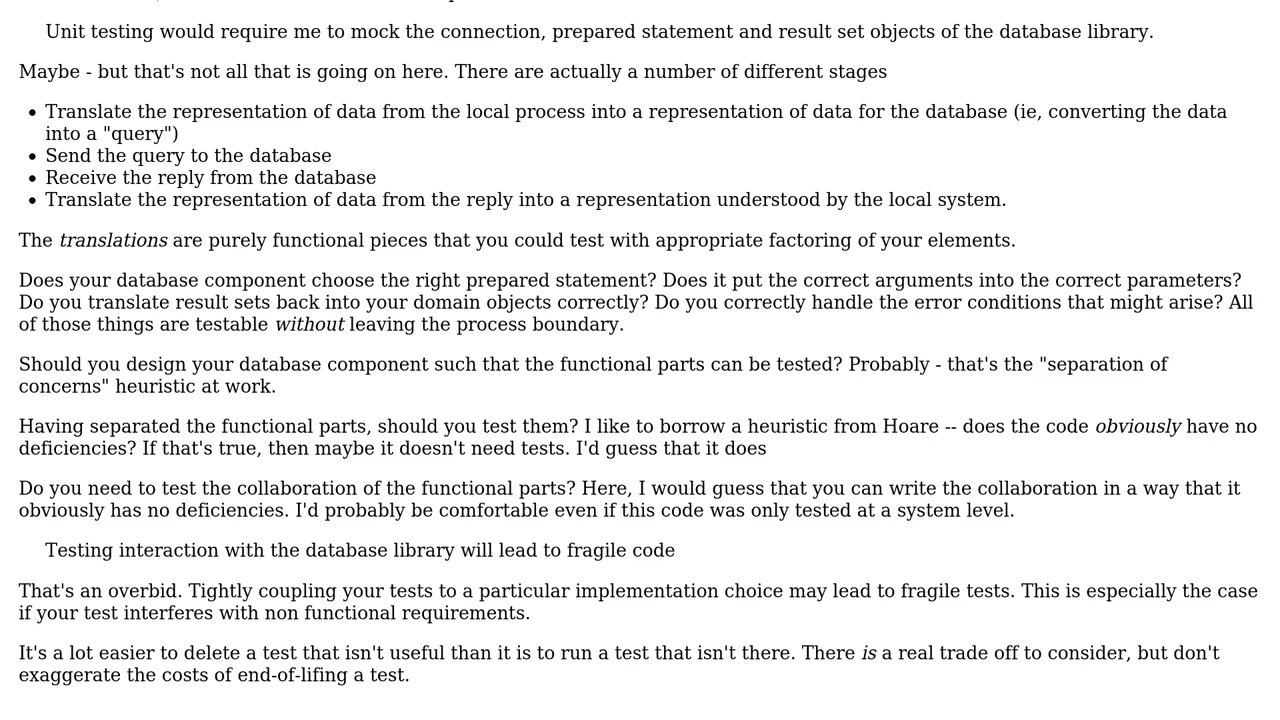 Unit testing would require me to mock the connection, prepared statement and result set objects of the database library.
Maybe - but that's not all that is going on here. There are actually a number of different stages
• Translate the representation of data from the local process into a representation of data for the database (ie, converting the data
into a "query")
• Send the query to the database
• Receive the reply from the database
• Translate the representation of data from the reply into a representation understood by the local system.
The translations are purely functional pieces that you could test with appropriate factoring of your elements.
Does your database component choose the right prepared statement? Does it put the correct arguments into the correct parameters?
Do you translate result sets back into your domain objects correctly? Do you correctly handle the error conditions that might arise? All
of those things are testable without leaving the process boundary.
Should you design your database component such that the functional parts can be tested? Probably - that's the "separation of
concerns" heuristic at work.
Having separated the functional parts, should you test them? I like to borrow a heuristic from Hoare -- does the code obviously have no
deficiencies? If that's true, then maybe it doesn't need tests. I'd guess that it does
Do you need to test the collaboration of the functional parts? Here, I would guess that you can write the collaboration in a way that it
obviously has no deficiencies. I'd probably be comfortable even if this code was only tested at a system level.
Testing interaction with the database library will lead to fragile code
That's an overbid. Tightly coupling your tests to a particular implementation choice may lead to fragile tests. This is especially the case
if your test interferes with non functional requirements.
It's a lot easier to delete a test that isn't useful than it is to run a test that isn't there. There is a real trade off to consider, but don't
exaggerate the costs of end-of-lifing a test.